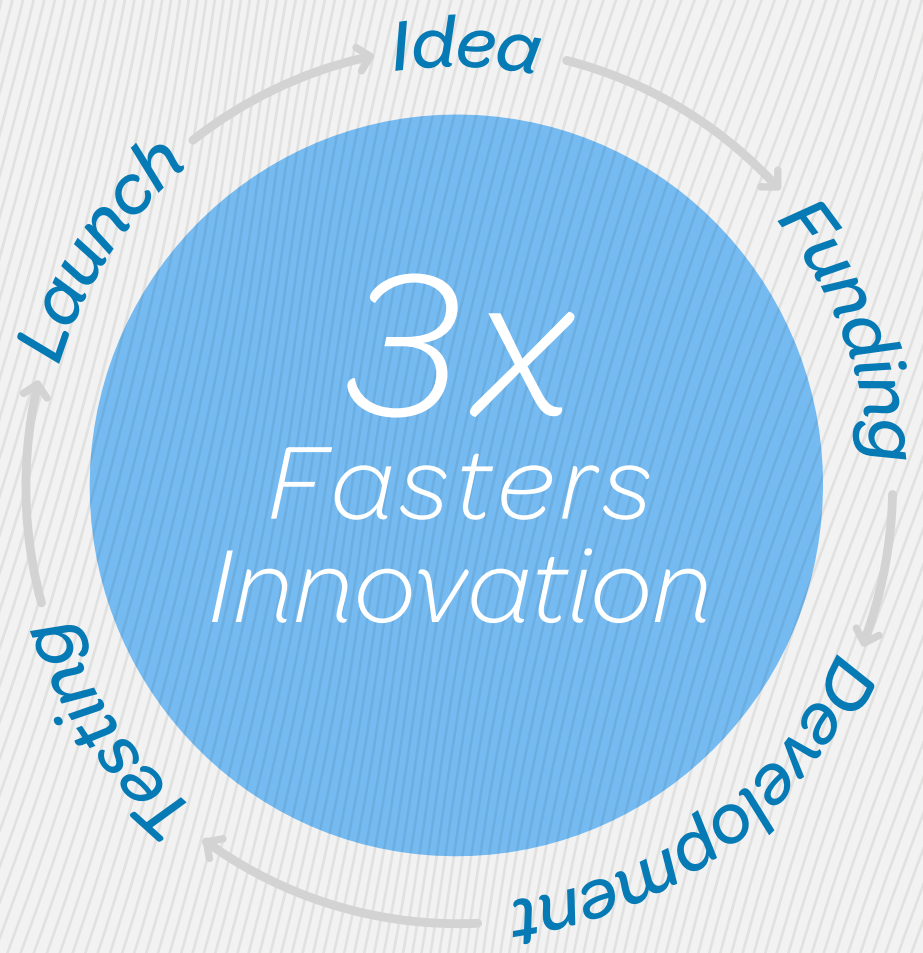 Idea
Funding
Development
Testing
Launch
3x
Fasters
Innovation